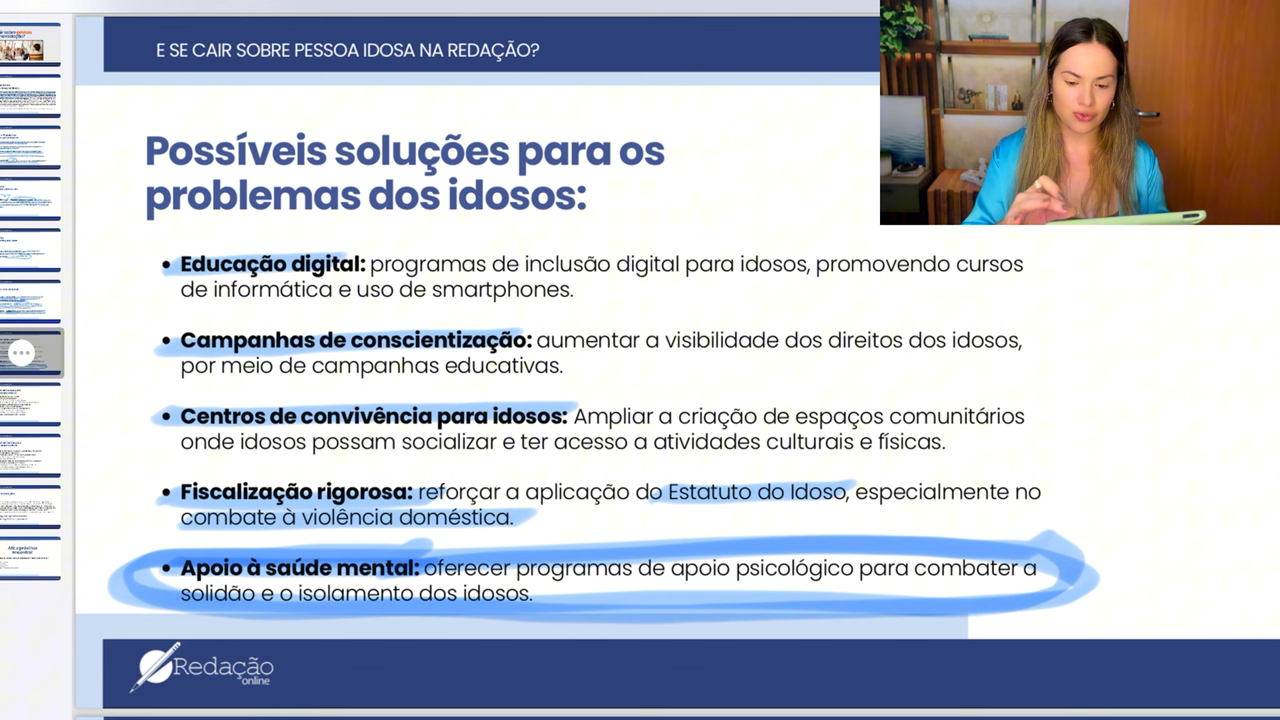 E SE CAIR SOBRE PESSOA IDOSA NA REDAÇÃO?
Possíveis soluções para os
problemas dos idosos:
• Educação digital: programas de inclusão digital para idosos, promovendo cursos
de informática e uso de smartphones.
• Campanhas de conscientização: aumentar a visibilidade dos direitos dos idosos,
por meio de campanhas educativas.
• Centros de convivência para idosos: Ampliar a criação de espaços comunitários
onde idosos possam socializar e ter acesso a atividades culturais e físicas.
• Fiscalização rigorosa: reforçar a aplicação do Estatuto do Idoso, especialmente no
combate à violência doméstica.
• Apoio à saúde mental: oferecer programas de apoio psicológico para combater a
solidão e o isolamento dos idosos.
Redação
online